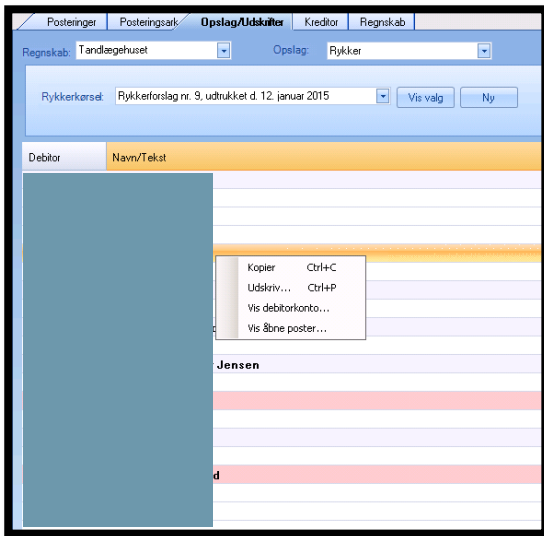 Posteringer Posteringsark Opslag/Udskrifter Kreditor Regnskab
Regnskab: Tandlægehuset Opslag: Rykker
Rykkerkørsel: Rykkerforslag nr. 9, udtrukket d. 12. januar 2015 Vis valg Ny
Debitor Navn/Tekst
Kopier Ctrl+C
Udskriv... Ctrl+P
Vis debitorkonto...
Vis åbne poster...
Jensen
d